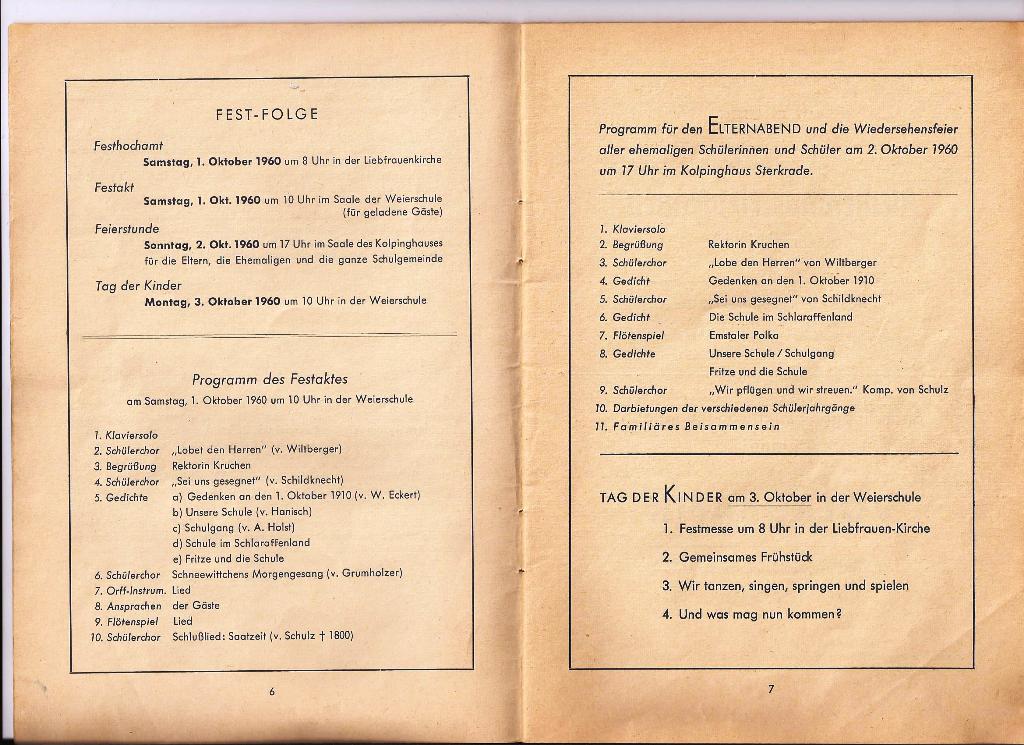 FEST-FOLGE
Festhochamt
Samstag, 1. Oktober 1960 um 8 Uhr in der Liebfrauenkirche
Festakt
Samstag, 1. Okt. 1960 um 10 Uhr im Saale der Weierschule
(für geladene Gäste)
Feierstunde
Sonntag, 2. Okt. 1960 um 17 Uhr im Saale des Kolpinghauses
für die Eltern, die Ehemaligen und die ganze Schulgemeinde
Tag der Kinder
Montag, 3. Oktober 1960 um 10 Uhr in der Weierschule
Programm des Festaktes
am Samstag, 1. Oktober 1960 um 10 Uhr in der Weierschule
1. Klaviersolo
2. Schülerchor „Lobet den Herren" (v. Wiltberger)
3. Begrüßung Rektorin Kruchen
4. Schülerchor „Sei uns gesegnet" (v. Schildknecht)
5. Gedichte a) Gedenken an den 1. Oktober 1910 (v. W. Eckert)
b) Unsere Schule (v. Hanisch)
c) Schulgang (v. A. Holst)
d) Schule im Schlaraffenland
e) Fritze und die Schule
6. Schülerchor Schneewittchens Morgengesang (v. Grumholzer)
7. Orff-Instrum. Lied
8. Ansprachen der Gäste
9. Flötenspiel Lied
10. Schülerchor Schlußlied: Saatzeit (v. Schulz † 1800)
6
Programm für den ELTERNABEND und die Wiedersehensfeier
aller ehemaligen Schülerinnen und Schüler am 2. Oktober 1960
um 17 Uhr im Kolpinghaus Sterkrade.
1. Klaviersolo
2. Begrüßung Rektorin Kruchen
3. Schülerchor „Lobe den Herren" von Wiltberger
4. Gedicht Gedenken an den 1. Oktober 1910
5. Schülerchor „Sei uns gesegnet" von Schildknecht
6. Gedicht Die Schule im Schlaraffenland
7. Flötenspiel Emstaler Polka
8. Gedichte Unsere Schule / Schulgang
Fritze und die Schule
9. Schülerchor „Wir pflügen und wir streuen." Komp. von Schulz
10. Darbietungen der verschiedenen Schülerjahrgänge
11. Familiäres Beisammensein
TAG DER KINDER am 3. Oktober in der Weierschule
1. Festmesse um 8 Uhr in der Liebfrauen-Kirche
2. Gemeinsames Frühstück
3. Wir tanzen, singen, springen und spielen
4. Und was mag nun kommen?
7